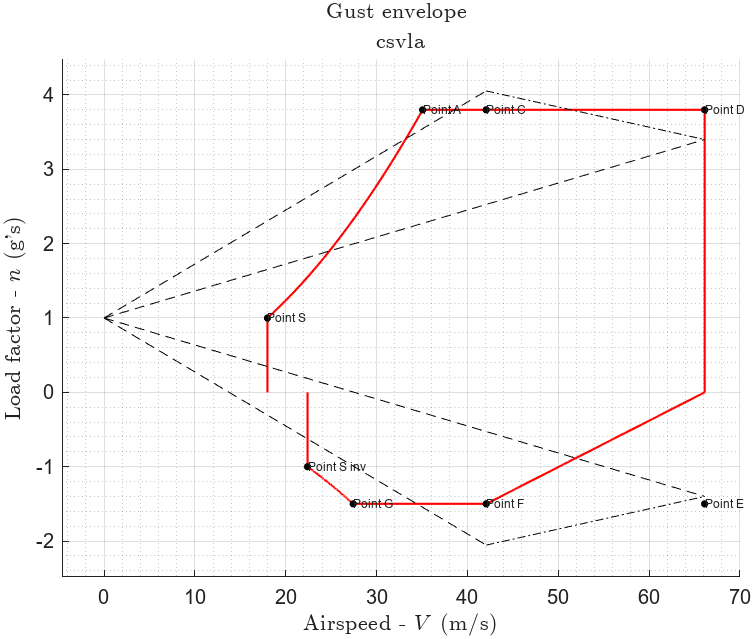 Gust envelope
csvla
Load factor - n (g's)
4
3
2
1
0
-1
-2
Point A
Point C
Point D
Point S
Point S inv
Point G
Point F
Point E
0 10 20 30 40 50 60 70
Airspeed - V (m/s)